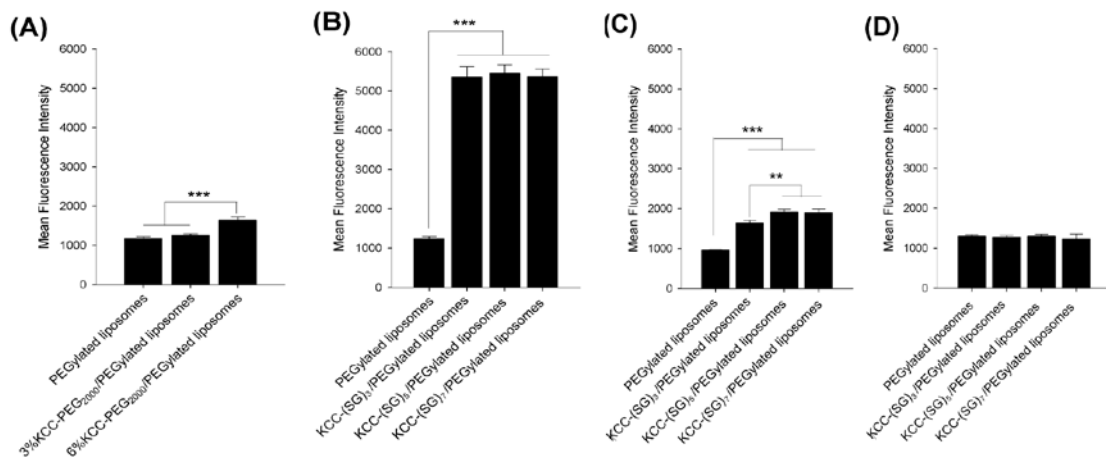 (A)
Mean Fluorescence Intensity
6000
5000
4000
3000
2000
1000
0
***
PEGylated liposomes
3%KCC-PEG2000/PEGylated liposomes
6%KCC-PEG2000/PEGylated liposomes
(B)
Mean Fluorescence Intensity
6000
5000
4000
3000
2000
1000
0
***
PEGylated liposomes
KCC-(SG)3/PEGylated liposomes
KCC-(SG)5/PEGylated liposomes
KCC-(SG)7/PEGylated liposomes
(C)
Mean Fluorescence Intensity
6000
5000
4000
3000
2000
1000
0
***
**
PEGylated liposomes
KCC-(SG)3/PEGylated liposomes
KCC-(SG)5/PEGylated liposomes
KCC-(SG)7/PEGylated liposomes
(D)
Mean Fluorescence Intensity
6000
5000
4000
3000
2000
1000
0
PEGylated liposomes
KCC-(SG)3/PEGylated liposomes
KCC-(SG)5/PEGylated liposomes
KCC-(SG)7/PEGylated liposomes